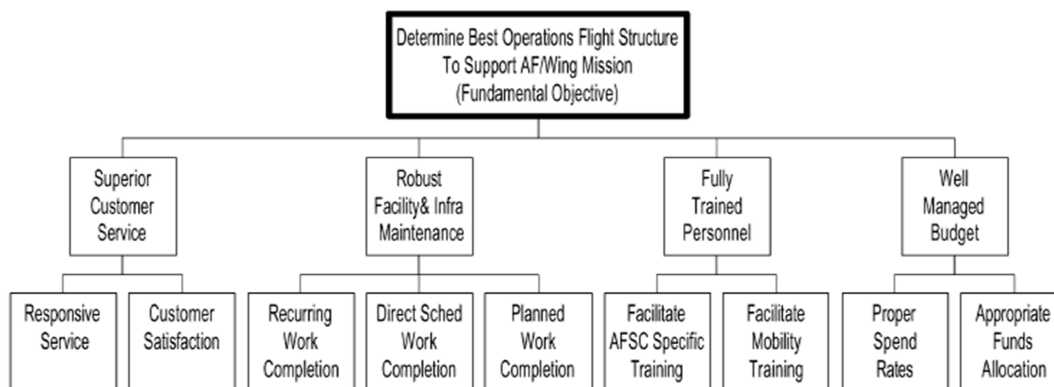 Determine Best Operations Flight Structure
To Support AF/Wing Mission
(Fundamental Objective)
Superior
Customer
Service
Robust
Facility& Infra
Maintenance
Fully
Trained
Personnel
Well
Managed
Budget
Responsive
Service
Customer
Satisfaction
Recurring
Work
Completion
Direct Sched
Work
Completion
Planned
Work
Completion
Facilitate
AFSC Specific
Training
Facilitate
Mobility
Training
Proper
Spend
Rates
Appropriate
Funds
Allocation